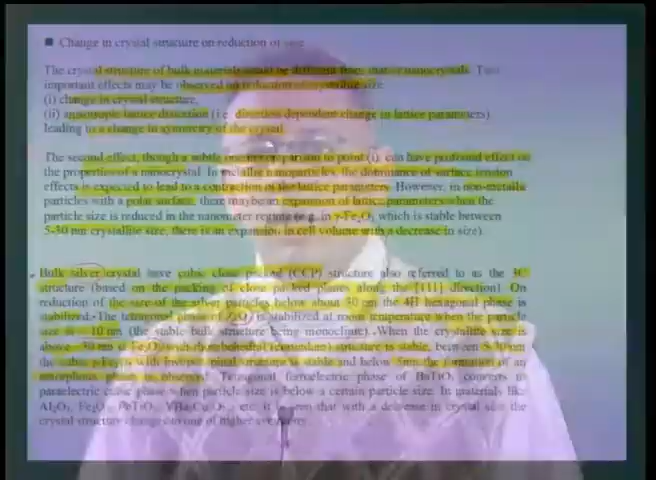 ■ Change in crystal structure on reduction of size
The crystal structure of bulk materials could be different from that of nanocrystals. Two
important effects may be observed on reduction of particle size
(i) change in crystal structure,
(ii) anisotropic lattice distortion (i.e. direction dependent change in lattice parameters)
leading to a change in symmetry of the crystal.
The second effect, though a subtle one in comparison to point (i), can have profound effect on
the properties of a nanocrystal. In metallic nanoparticles, the dominance of surface tension
effects is expected to lead to a contraction of the lattice parameters. However, in non-metallic
particles with a polar surface, there maybe an expansion of lattice parameters when the
particle size is reduced in the nanometer regime (e.g. in γ-Fe₂O₃ which is stable between
5-30 nm crystallite size, there is an expansion in cell volume with a decrease in size).
Bulk silver crystal have cubic close packed (CCP) structure also referred to as the 3C
structure (based on the packing of close packed planes along the [111] direction). On
reduction of the size of the silver particles below about 30 nm the 4H hexagonal phase is
stabilized. The tetragonal phase of ZrO₂ is stabilized at room temperature when the particle
size is ~10 nm (the stable bulk structure being monoclinic). When the crystallite size is
above ~30 nm α-Fe₂O₃ with rhombohedral (corundum) structure is stable, between 5-30 nm
the cubic γ-Fe₂O₃ with inverse spinel structure is stable and below 5nm the formation of an
amorphous phase is observed. Tetragonal ferroelectric phase of BaTiO₃ converts to
paraelectric cubic phase when particle size is below a certain particle size. In materials like
Al₂O₃, Fe₂O₃, PbTiO₃, etc. it is seen that with a decrease in crystal size the
crystal structure change to one of higher symmetry.